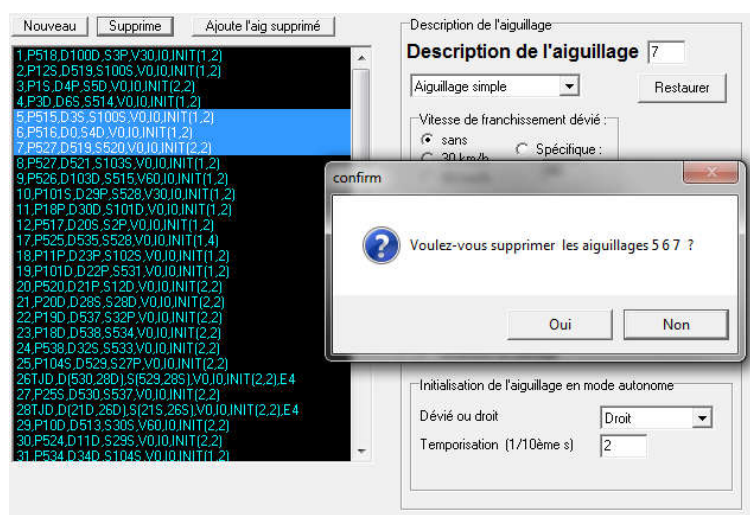 Nouveau
Supprime
Ajoute l'aig supprimé
1,P518,D100D,S3P,V30,I0,INIT(1,2)
2,P12S,D519,S100S,V0,I0,INIT(1,2)
3,P1S,D4P,S5D,V0,I0,INIT(2,2)
4,P3D,D6S,S514,V0,I0,INIT(1,2)
5,P515,D3S,S100S,V0,I0,INIT(1,2)
6,P516,D0,S4D,V0,I0,INIT(1,2)
7,P527,D519,S520,V0,I0,INIT(2,2)
8,P527,D521,S103S,V0,I0,INIT(1,2)
9,P526,D103D,S515,V60,I0,INIT(1,2)
10,P101S,D29P,S528,V30,I0,INIT(1,2)
11,P18P,D30D,S101D,V0,I0,INIT(1,2)
12,P517,D20S,S2P,V0,I0,INIT(1,2)
17,P525,D535,S528,V0,I0,INIT(1,4)
18,P11P,D23P,S102S,V0,I0,INIT(1,2)
19,P101D,D22P,S531,V0,I0,INIT(1,2)
20,P520,D21P,S12D,V0,I0,INIT(2,2)
21,P20D,D28S,S28D,V0,I0,INIT(2,2)
22,P19D,D537,S32P,V0,I0,INIT(2,2)
23,P18D,D538,S534,V0,I0,INIT(2,2)
24,P538,D32S,S533,V0,I0,INIT(2,2)
25,P104S,D529,S27P,V0,I0,INIT(2,2)
26TJD,D(530,28D),S(529,28S),V0,I0,INIT(2,2),E4
27,P25S,D530,S537,V0,I0,INIT(2,2)
28TJD,D(21D,26D),S(21S,26S),V0,I0,INIT(2,2),E4
29,P10D,D513,S30S,V60,I0,INIT(2,2)
30,P524,D11D,S29S,V0,I0,INIT(2,2)
31,P534,D34D,S104S,V0,I0,INIT(1,2)
Description de l'aiguillage
Description de l'aiguillage 7
Aiguillage simple
Restaurer
Vitesse de franchissement dévié :
sans
Spécifique :
30 km/h
confirm
Voulez-vous supprimer les aiguillages 5 6 7 ?
Oui
Non
Initialisation de l'aiguillage en mode autonome
Dévié ou droit
Droit
Temporisation (1/10ème s)
2